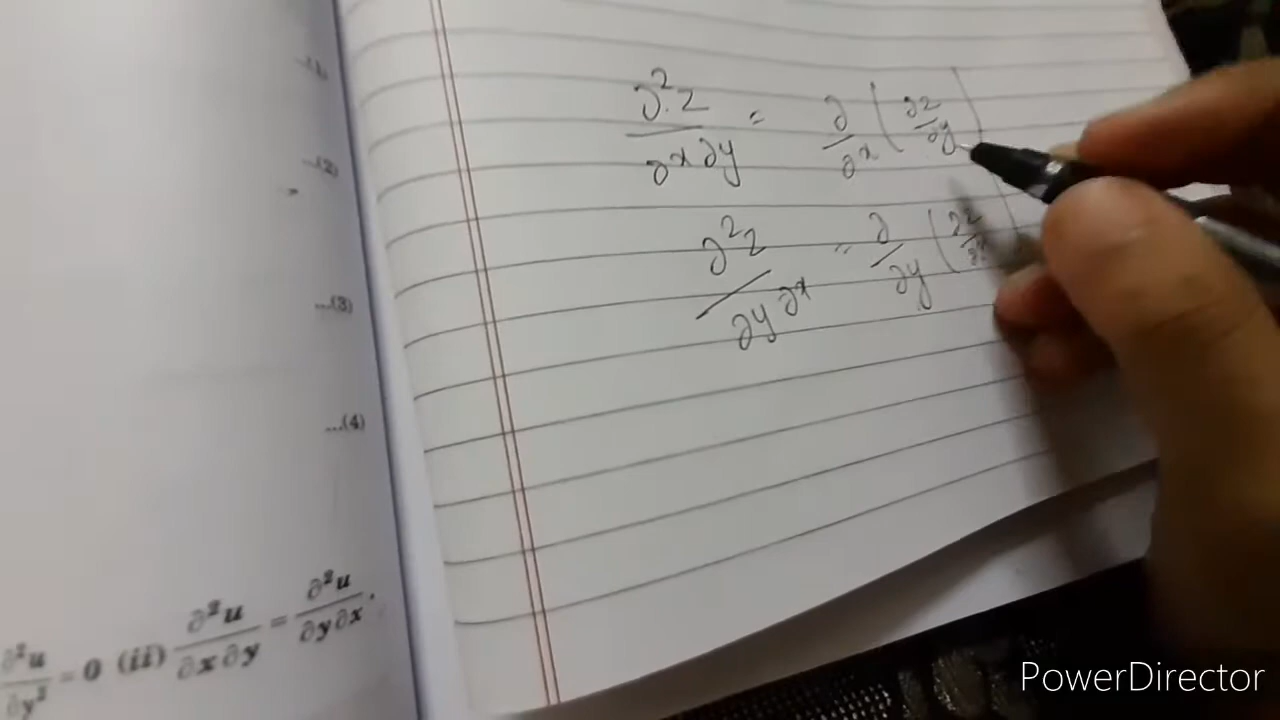 ...(1)
...(2)
...(3)
...(4)
∂²u/∂y² = 0 (ii) ∂²u/∂x∂y = ∂²u/∂y∂x.
∂²z/∂x∂y = ∂/∂x (∂z/∂y)
∂²z/∂y∂x = ∂/∂y (∂z/∂x
PowerDirector